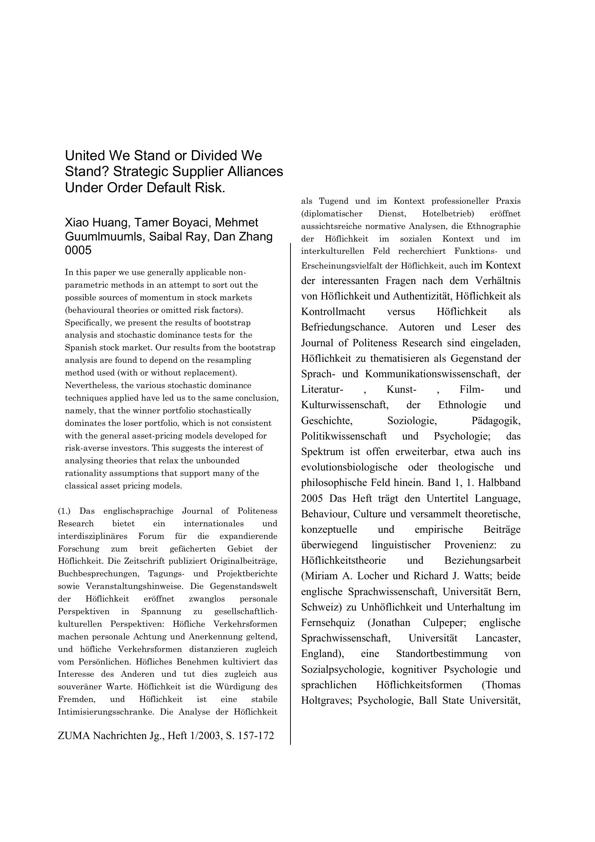 United We Stand or Divided We
Stand? Strategic Supplier Alliances
Under Order Default Risk.
Xiao Huang, Tamer Boyaci, Mehmet
Guumlmuumls, Saibal Ray, Dan Zhang
0005
In this paper we use generally applicable non-
parametric methods in an attempt to sort out the
possible sources of momentum in stock markets
(behavioural theories or omitted risk factors).
Specifically, we present the results of bootstrap
analysis and stochastic dominance tests for the
Spanish stock market. Our results from the bootstrap
analysis are found to depend on the resampling
method used (with or without replacement).
Nevertheless, the various stochastic dominance
techniques applied have led us to the same conclusion,
namely, that the winner portfolio stochastically
dominates the loser portfolio, which is not consistent
with the general asset-pricing models developed for
risk-averse investors. This suggests the interest of
analysing theories that relax the unbounded
rationality assumptions that support many of the
classical asset pricing models.
(1.) Das englischsprachige Journal of Politeness
Research bietet ein internationales und
interdisziplinäres Forum für die expandierende
Forschung zum breit gefächerten Gebiet der
Höflichkeit. Die Zeitschrift publiziert Originalbeiträge,
Buchbesprechungen, Tagungs- und Projektberichte
sowie Veranstaltungshinweise. Die Gegenstandswelt
der Höflichkeit eröffnet zwanglos personale
Perspektiven in Spannung zu gesellschaftlich-
kulturellen Perspektiven: Höfliche Verkehrsformen
machen personale Achtung und Anerkennung geltend,
und höfliche Verkehrsformen distanzieren zugleich
vom Persönlichen. Höfliches Benehmen kultiviert das
Interesse des Anderen und tut dies zugleich aus
souveräner Warte. Höflichkeit ist die Würdigung des
Fremden, und Höflichkeit ist eine stabile
Intimisierungsschranke. Die Analyse der Höflichkeit
ZUMA Nachrichten Jg., Heft 1/2003, S. 157-172
als Tugend und im Kontext professioneller Praxis
(diplomatischer Dienst, Hotelbetrieb) eröffnet
aussichtsreiche normative Analysen, die Ethnographie
der Höflichkeit im sozialen Kontext und im
interkulturellen Feld recherchiert Funktions- und
Erscheinungsvielfalt der Höflichkeit, auch im Kontext
der interessanten Fragen nach dem Verhältnis
von Höflichkeit und Authentizität, Höflichkeit als
Kontrollmacht versus Höflichkeit als
Befriedungschance. Autoren und Leser des
Journal of Politeness Research sind eingeladen,
Höflichkeit zu thematisieren als Gegenstand der
Sprach- und Kommunikationswissenschaft, der
Literatur- , Kunst- , Film- und
Kulturwissenschaft, der Ethnologie und
Geschichte, Soziologie, Pädagogik,
Politikwissenschaft und Psychologie; das
Spektrum ist offen erweiterbar, etwa auch ins
evolutionsbiologische oder theologische und
philosophische Feld hinein. Band 1, 1. Halbband
2005 Das Heft trägt den Untertitel Language,
Behaviour, Culture und versammelt theoretische,
konzeptuelle und empirische Beiträge
überwiegend linguistischer Provenienz: zu
Höflichkeitstheorie und Beziehungsarbeit
(Miriam A. Locher und Richard J. Watts; beide
englische Sprachwissenschaft, Universität Bern,
Schweiz) zu Unhöflichkeit und Unterhaltung im
Fernsehquiz (Jonathan Culpeper; englische
Sprachwissenschaft, Universität Lancaster,
England), eine Standortbestimmung von
Sozialpsychologie, kognitiver Psychologie und
sprachlichen Höflichkeitsformen (Thomas
Holtgraves; Psychologie, Ball State Universität,